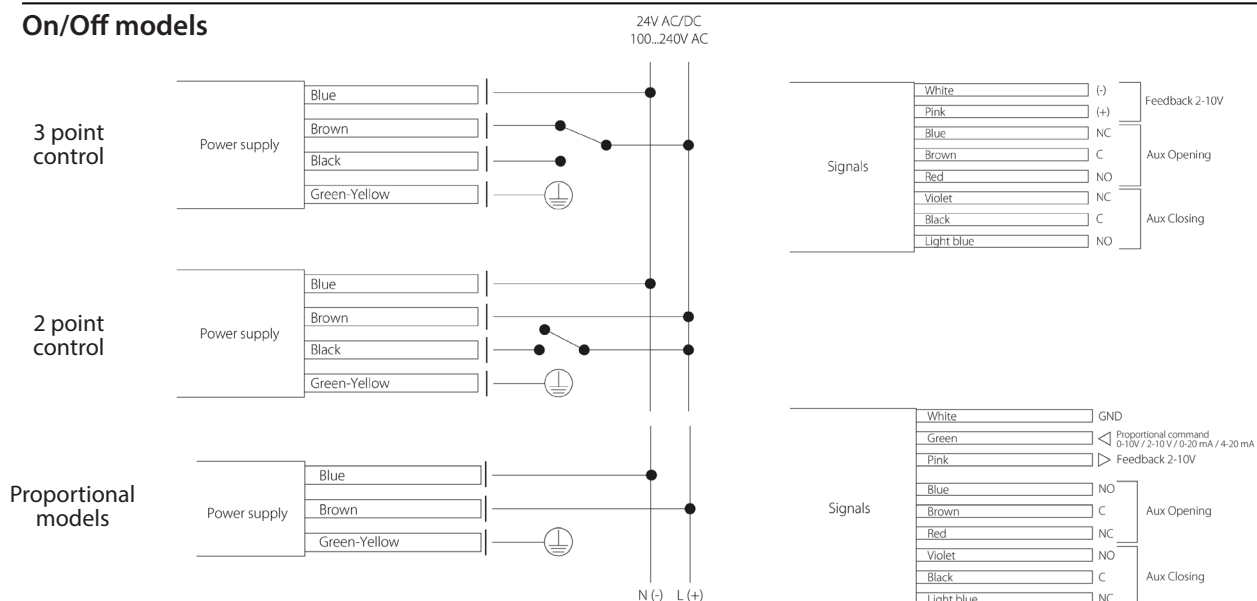 On/Off models
24V AC/DC
100...240V AC
3 point
control
Power supply
Blue
Brown
Black
Green-Yellow
Signals
White (-)
Pink (+)
Feedback 2-10V
Blue NC
Brown C
Red NO
Aux Opening
Violet NC
Black C
Light blue NO
Aux Closing
2 point
control
Power supply
Blue
Brown
Black
Green-Yellow
Proportional
models
Power supply
Blue
Brown
Green-Yellow
N (-) L (+)
Signals
White GND
Green
Proportional command
0-10V / 2-10 V / 0-20 mA / 4-20 mA
Pink Feedback 2-10V
Blue NO
Brown C
Red NC
Aux Opening
Violet NO
Black C
Light blue NC
Aux Closing